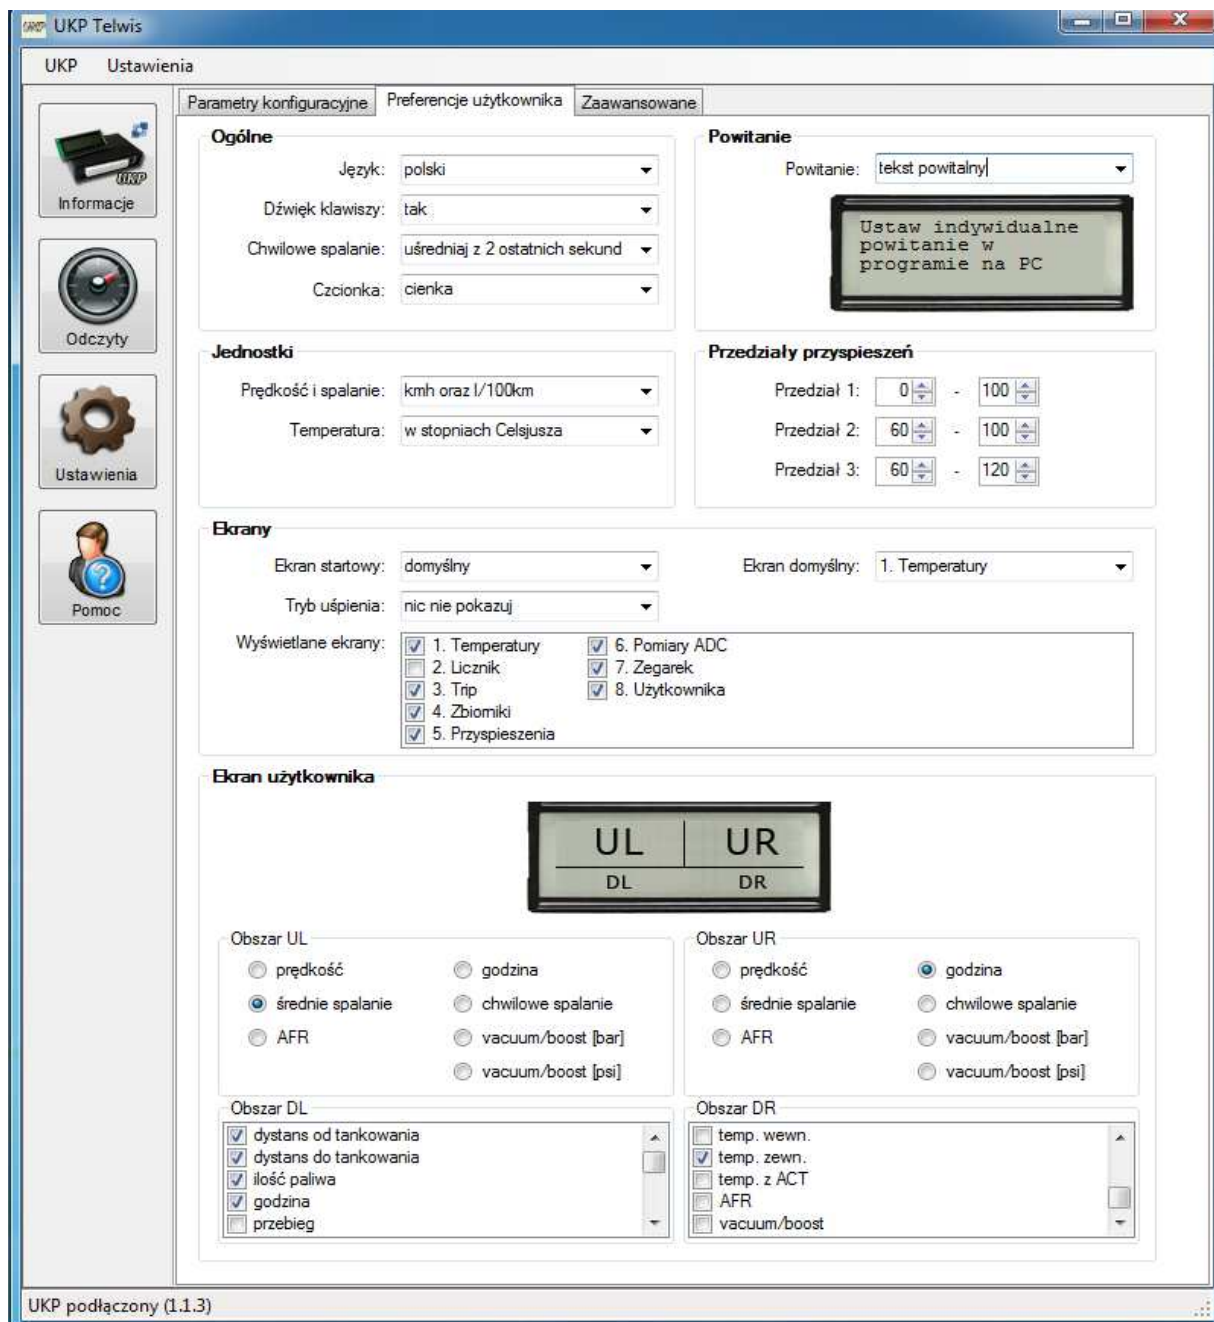 UKP Telwis
UKP Ustawienia
Parametry konfiguracyjne Preferencje użytkownika Zaawansowane
UKP
Informacje
Odczyty
Ustawienia
Pomoc
Ogólne
Język: polski
Dźwięk klawiszy: tak
Chwilowe spalanie: uśredniaj z 2 ostatnich sekund
Czcionka: cienka
Powitanie
Powitanie: tekst powitalny
Ustaw indywidualne
powitanie w
programie na PC
Jednostki
Prędkość i spalanie: kmh oraz l/100km
Temperatura: w stopniach Celsjusza
Przedziały przyspieszeń
Przedział 1: 0 - 100
Przedział 2: 60 - 100
Przedział 3: 60 - 120
Ekrany
Ekran startowy: domyślny Ekran domyślny: 1. Temperatury
Tryb uśpienia: nic nie pokazuj
Wyświetlane ekrany:
1. Temperatury
2. Licznik
3. Trip
4. Zbiorniki
5. Przyspieszenia
6. Pomiary ADC
7. Zegarek
8. Użytkownika
Ekran użytkownika
UL UR
DL DR
Obszar UL
prędkość godzina
średnie spalanie chwilowe spalanie
AFR vacuum/boost [bar]
vacuum/boost [psi]
Obszar UR
prędkość godzina
średnie spalanie chwilowe spalanie
AFR vacuum/boost [bar]
vacuum/boost [psi]
Obszar DL
dystans od tankowania
dystans do tankowania
ilość paliwa
godzina
przebieg
Obszar DR
temp. wewn.
temp. zewn.
temp. z ACT
AFR
vacuum/boost
UKP podłączony (1.1.3)